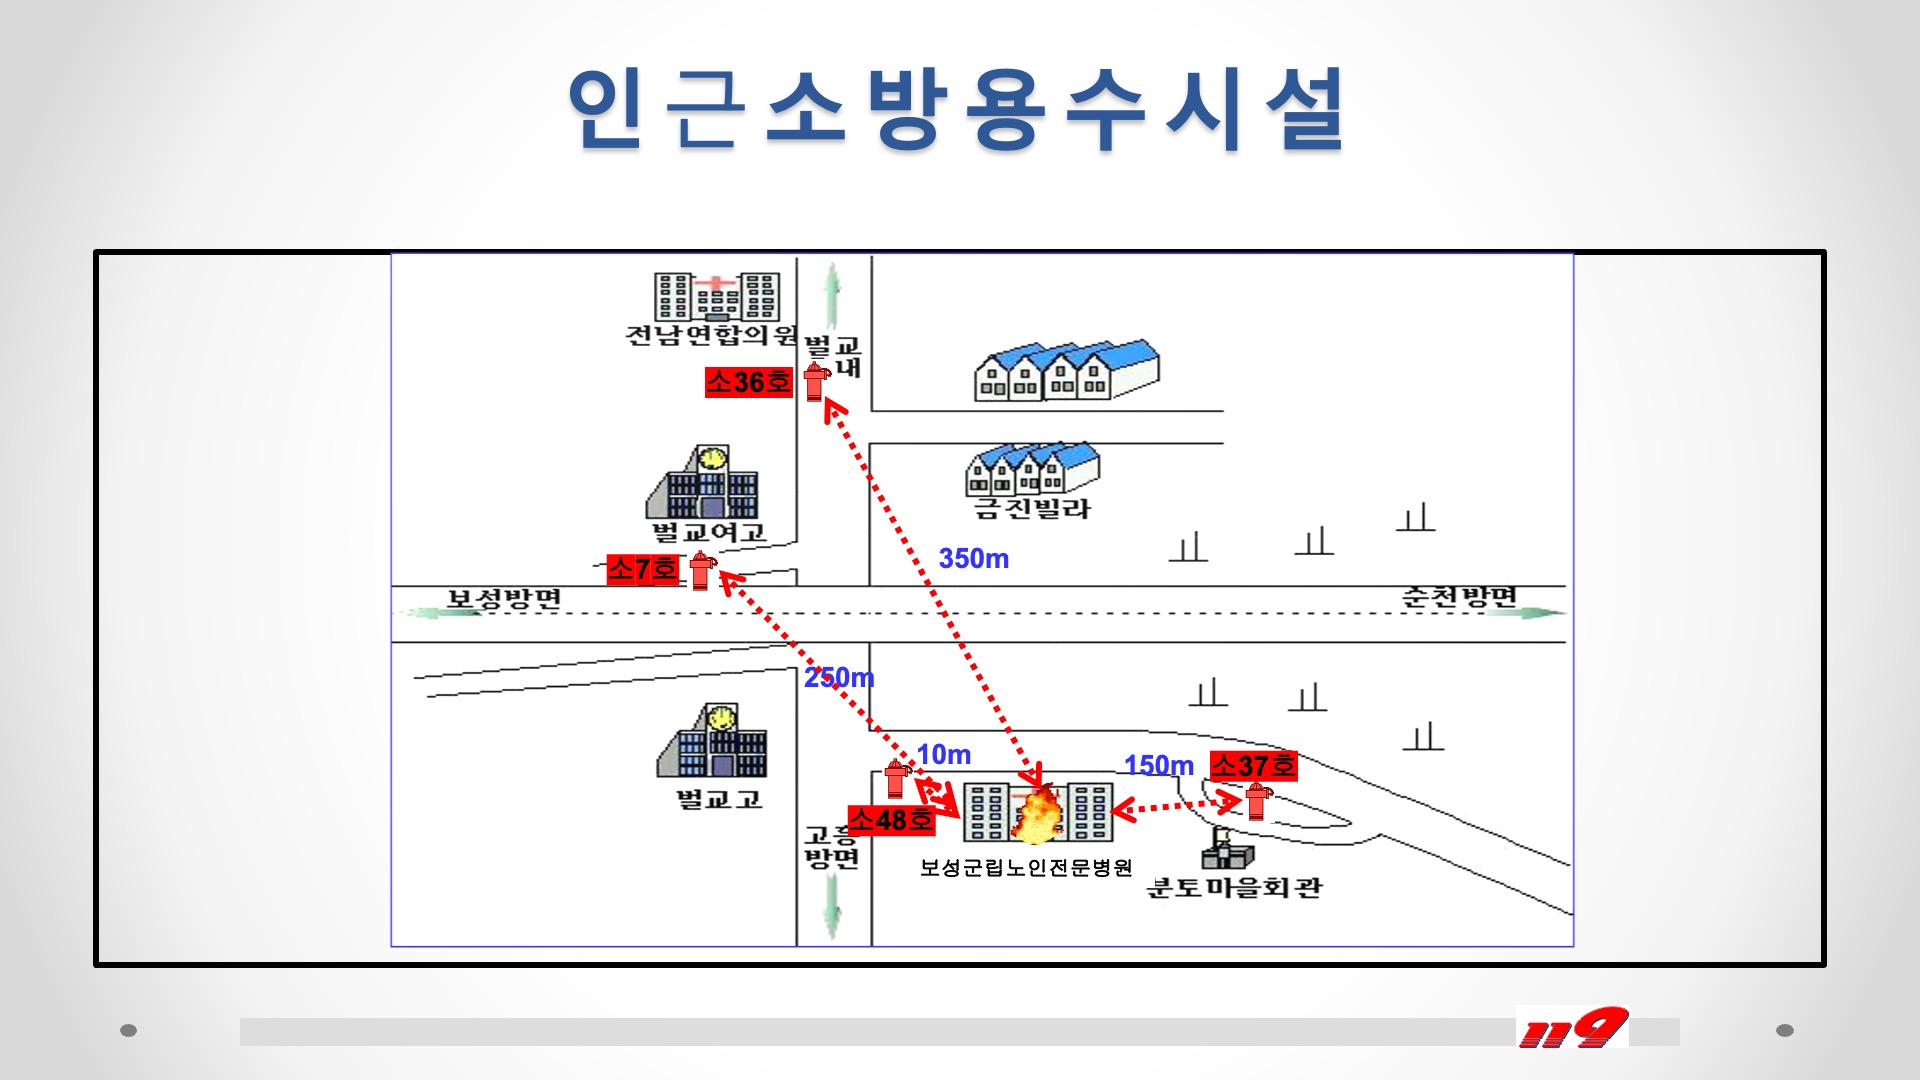 인근소방용수시설
전남연합의원
벌교
내
소36호
벌교여고
금진빌라
소7호
350m
보성방면
순천방면
250m
10m
150m
소37호
벌교고
소48호
고흥
방면
보성군립노인전문병원
분토마을회관
119